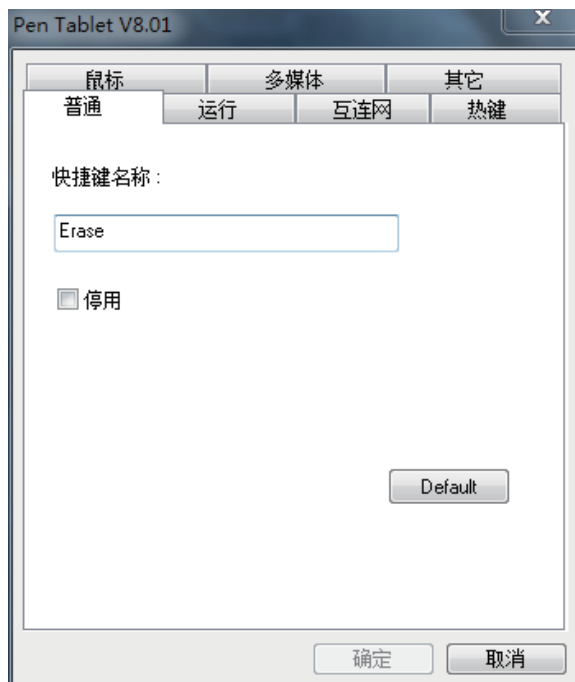 Pen Tablet V8.01
X
鼠标 多媒体 其它
普通 运行 互连网 热键
快捷键名称：
Erase
停用
Default
确定 取消